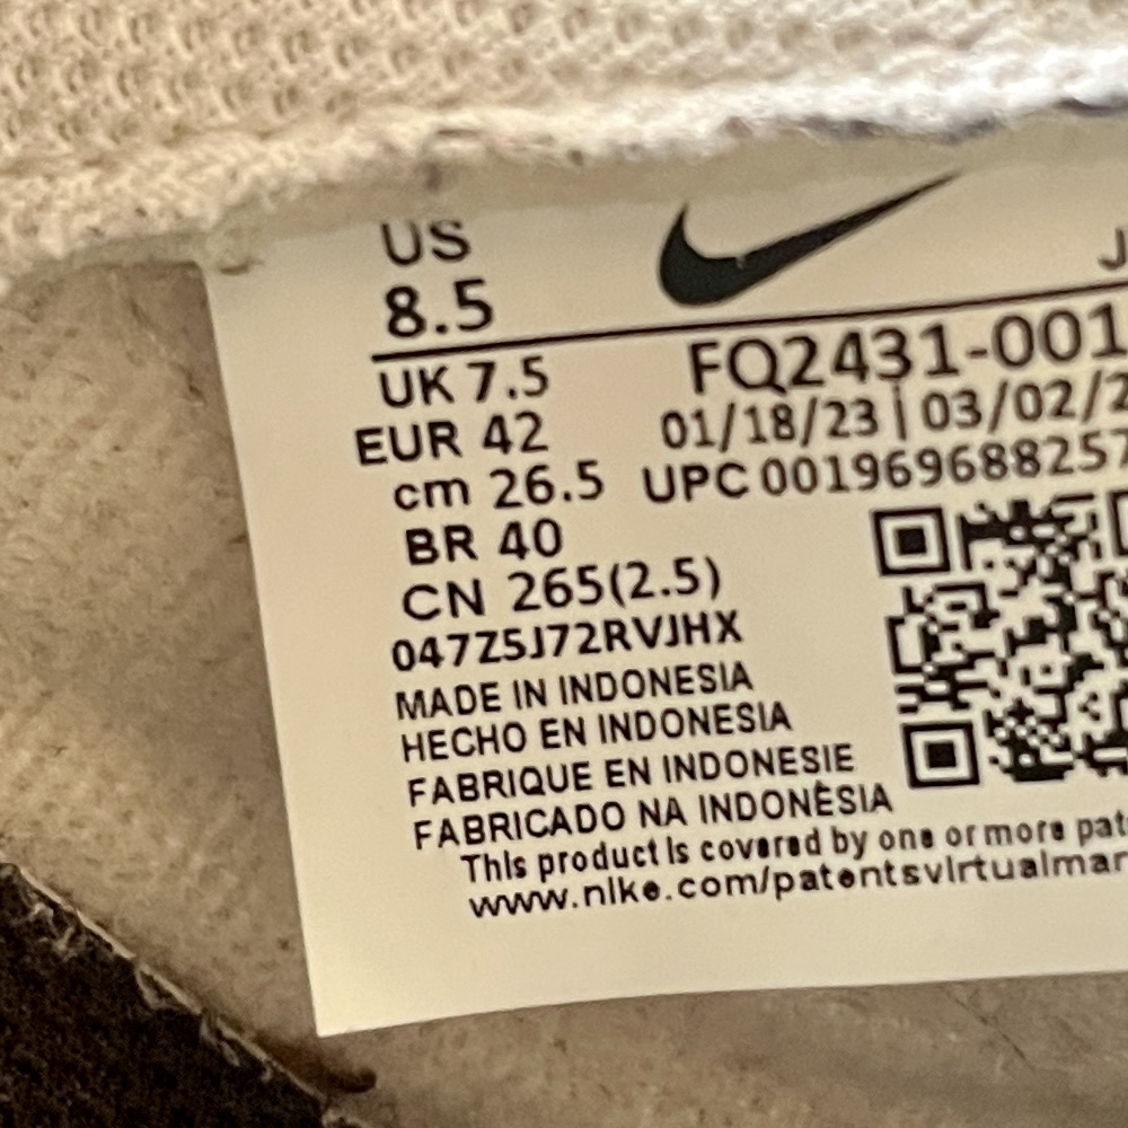 US
8.5
J
UK 7.5
FQ2431-001
EUR 42
01/18/23 | 03/02/2
cm 26.5
UPC 001969688257
BR 40
CN 265(2.5)
047Z5J72RVJHX
MADE IN INDONESIA
HECHO EN INDONESIA
FABRIQUE EN INDONESIE
FABRICADO NA INDONÈSIA
This product is covered by one or more pat
www.nike.com/patentsvirtualmar